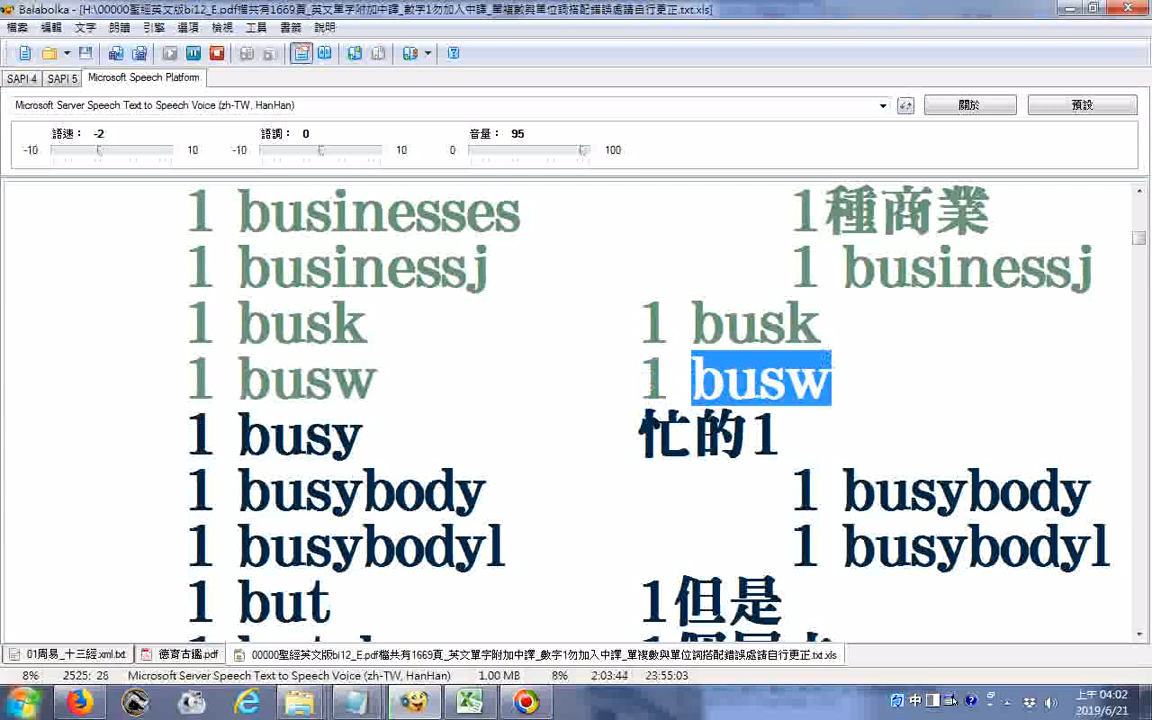 Balabolka - [H:\00000聖經英文版bi12_E.pdf檔共有1669頁_英文單字附加中譯_數字1勿加入中譯_單複數與單位詞搭配錯誤處請自行更正.txt.xls]
檔案 編輯 文字 朗讀 引擎 選項 檢視 工具 書籤 說明
SAPI 4 SAPI 5 Microsoft Speech Platform
Microsoft Server Speech Text to Speech Voice (zh-TW, HanHan) 關於 預設
語速： -2 語調： 0 音量： 95
-10 10 -10 10 0 100
1 businesses 1種商業
1 businessj 1 businessj
1 busk 1 busk
1 busw 1 busw
1 busy 忙的1
1 busybody 1 busybody
1 busybodyl 1 busybodyl
1 but 1但是
01周易_十三經.xml.txt 德育古鑑.pdf 00000聖經英文版bi12_E.pdf檔共有1669頁_英文單字附加中譯_數字1勿加入中譯_單複數與單位詞搭配錯誤處請自行更正.txt.xls
8% 2525: 28 Microsoft Server Speech Text to Speech Voice (zh-TW, HanHan) 1.00 MB 8% 2:03:44 23:55:03
中 上午 04:02
2019/6/21